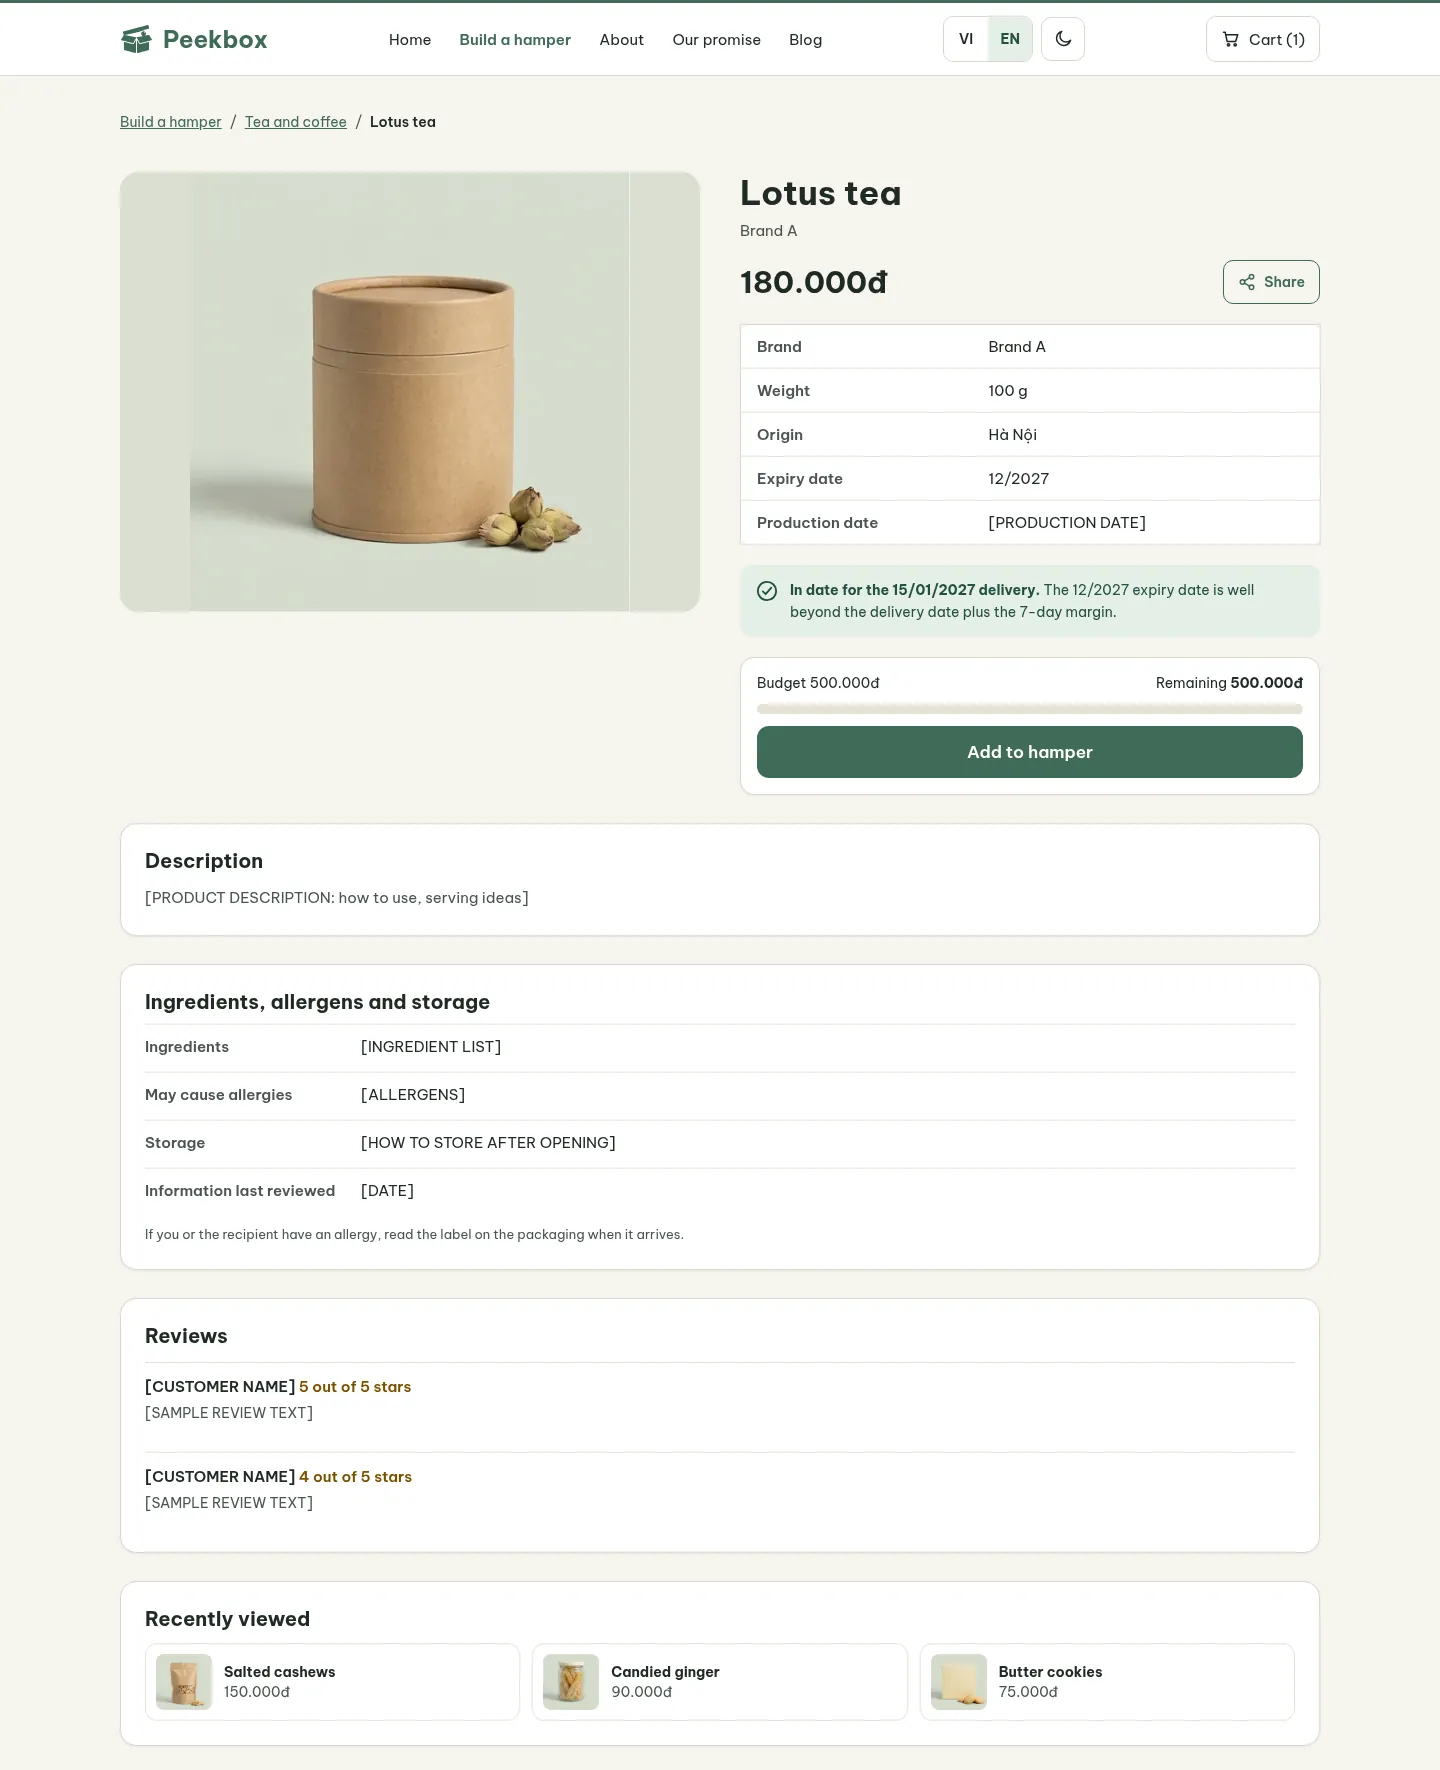 Peekbox
Home
Build a hamper
About
Our promise
Blog
VI
EN
Cart (1)
Build a hamper / Tea and coffee / Lotus tea
Lotus tea
Brand A
180.000đ
Share
Brand Brand A
Weight 100 g
Origin Hà Nội
Expiry date 12/2027
Production date [PRODUCTION DATE]
In date for the 15/01/2027 delivery. The 12/2027 expiry date is well
beyond the delivery date plus the 7-day margin.
Budget 500.000đ
Remaining 500.000đ
Add to hamper
Description
[PRODUCT DESCRIPTION: how to use, serving ideas]
Ingredients, allergens and storage
Ingredients [INGREDIENT LIST]
May cause allergies [ALLERGENS]
Storage [HOW TO STORE AFTER OPENING]
Information last reviewed [DATE]
If you or the recipient have an allergy, read the label on the packaging when it arrives.
Reviews
[CUSTOMER NAME] 5 out of 5 stars
[SAMPLE REVIEW TEXT]
[CUSTOMER NAME] 4 out of 5 stars
[SAMPLE REVIEW TEXT]
Recently viewed
Salted cashews
150.000đ
Candied ginger
90.000đ
Butter cookies
75.000đ